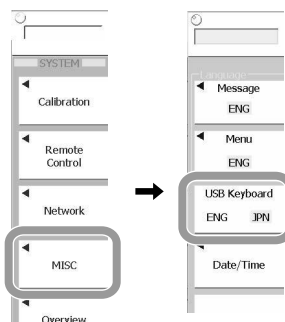 SYSTEM
Calibration
Remote
Control
Network
MISC
Overview
Language
Message
ENG
Menu
ENG
USB Keyboard
ENG JPN
Date/Time